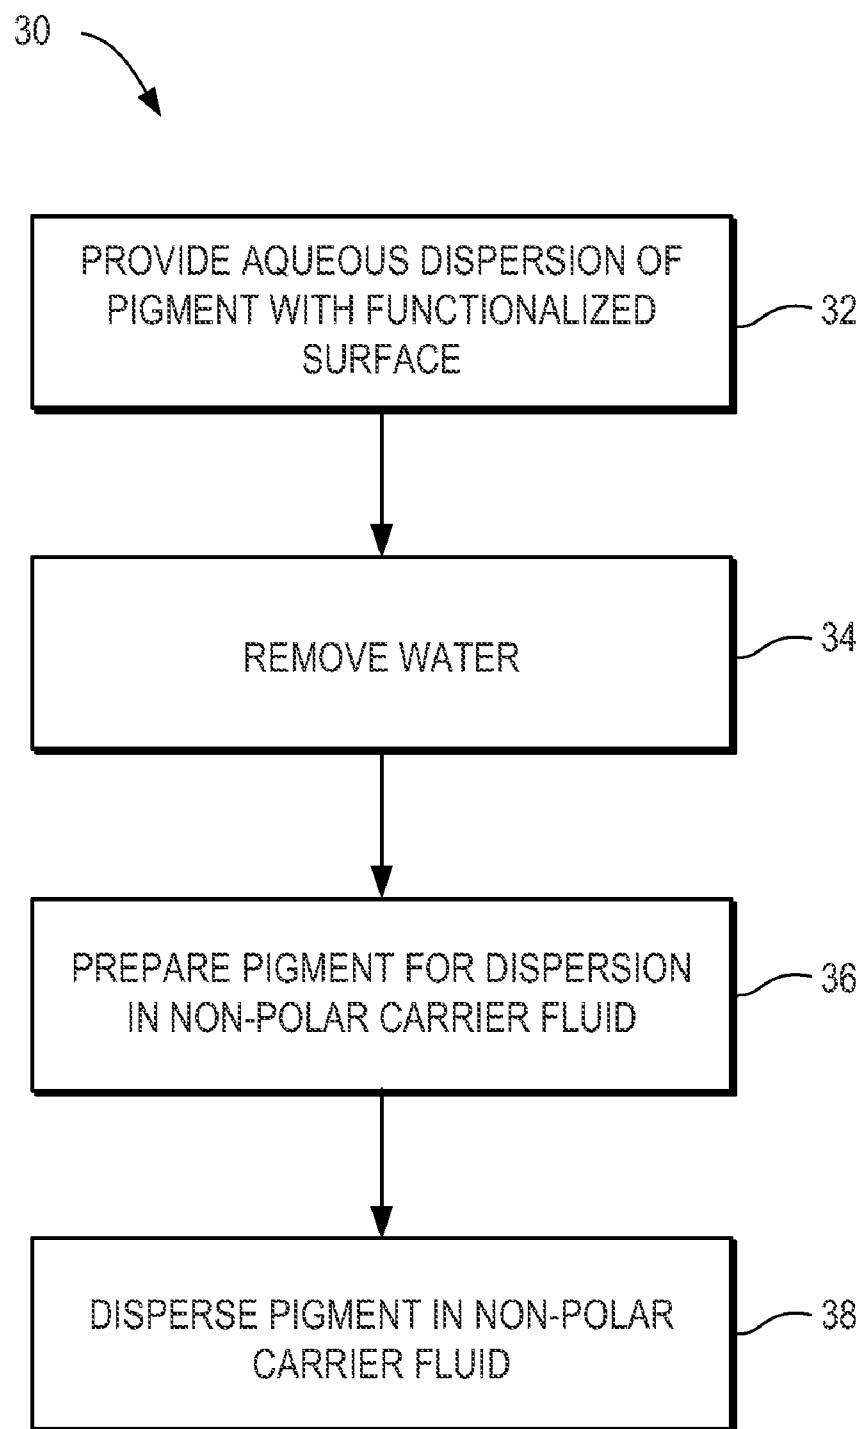 30
PROVIDE AQUEOUS DISPERSION OF
PIGMENT WITH FUNCTIONALIZED
SURFACE
32
REMOVE WATER
34
PREPARE PIGMENT FOR DISPERSION
IN NON-POLAR CARRIER FLUID
36
DISPERSE PIGMENT IN NON-POLAR
CARRIER FLUID
38